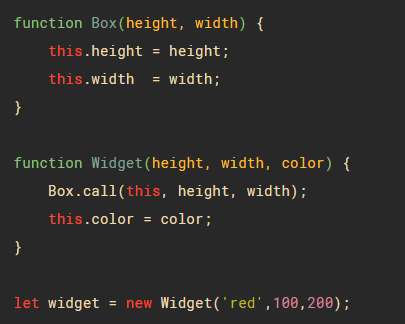 function Box(height, width) {
    this.height = height;
    this.width  = width;
}

function Widget(height, width, color) {
    Box.call(this, height, width);
    this.color = color;
}

let widget = new Widget('red',100,200);